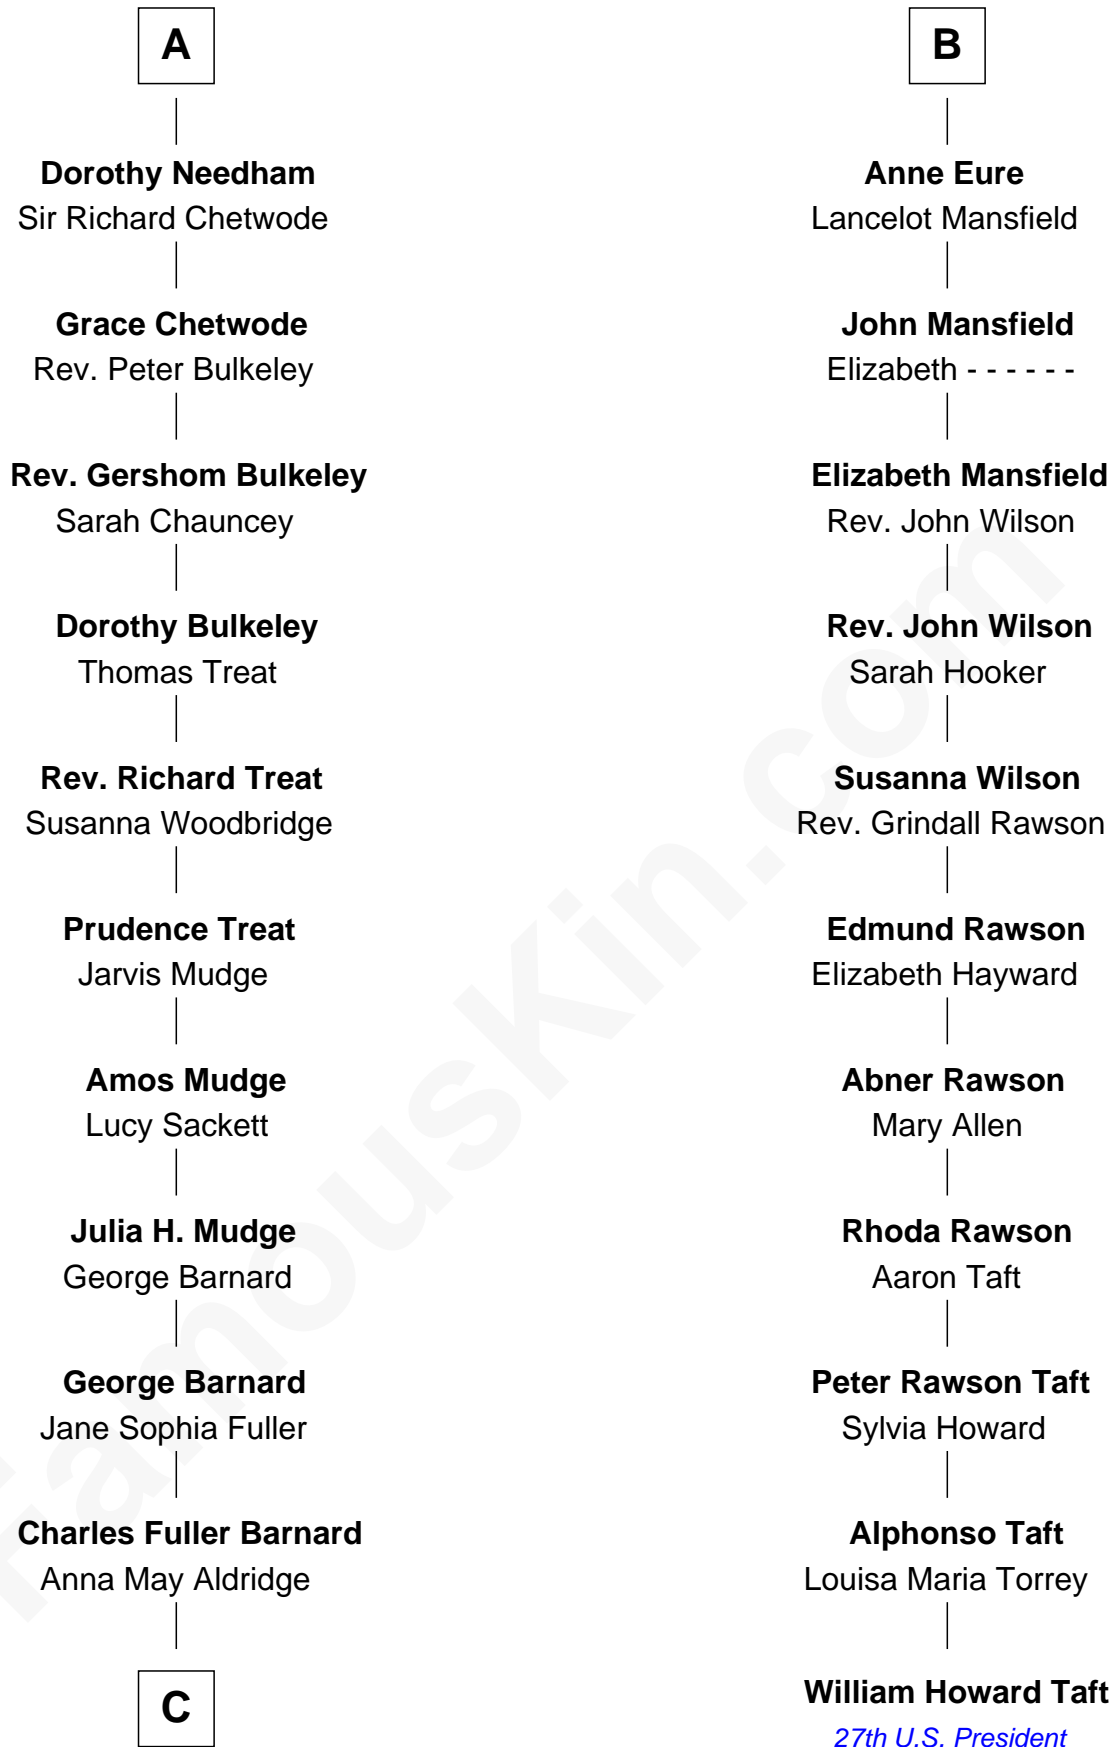 A
Dorothy Needham
Sir Richard Chetwode
Grace Chetwode
Rev. Peter Bulkeley
Rev. Gershom Bulkeley
Sarah Chauncey
Dorothy Bulkeley
Thomas Treat
Rev. Richard Treat
Susanna Woodbridge
Prudence Treat
Jarvis Mudge
Amos Mudge
Lucy Sackett
Julia H. Mudge
George Barnard
George Barnard
Jane Sophia Fuller
Charles Fuller Barnard
Anna May Aldridge
C
B
Anne Eure
Lancelot Mansfield
John Mansfield
Elizabeth - - - - - -
Elizabeth Mansfield
Rev. John Wilson
Rev. John Wilson
Sarah Hooker
Susanna Wilson
Rev. Grindall Rawson
Edmund Rawson
Elizabeth Hayward
Abner Rawson
Mary Allen
Rhoda Rawson
Aaron Taft
Peter Rawson Taft
Sylvia Howard
Alphonso Taft
Louisa Maria Torrey
William Howard Taft
27th U.S. President
FamousKin.com